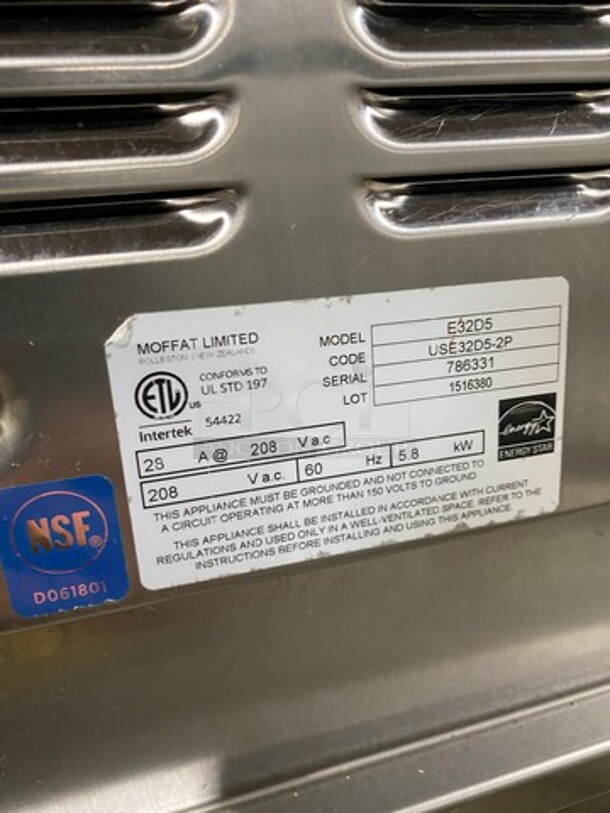 MOFFAT LIMITED
ROLLESTON (NEW ZEALAND)
MODEL E32D5
CODE USE32D5-2P
SERIAL 786331
LOT 1516380
ETL
US
Intertek
CONFORMS TO
UL STD 197
54422
energy
ENERGY STAR
28 A @ 208 V a.c
208 V a.c. 60 Hz 5.8 kW
THIS APPLIANCE MUST BE GROUNDED AND NOT CONNECTED TO
A CIRCUIT OPERATING AT MORE THAN 150 VOLTS TO GROUND
THIS APPLIANCE SHALL BE INSTALLED IN ACCORDANCE WITH CURRENT
REGULATIONS AND USED ONLY IN A WELL-VENTILATED SPACE. REFER TO THE
INSTRUCTIONS BEFORE INSTALLING AND USING THIS APPLIANCE
NSF®
D061801